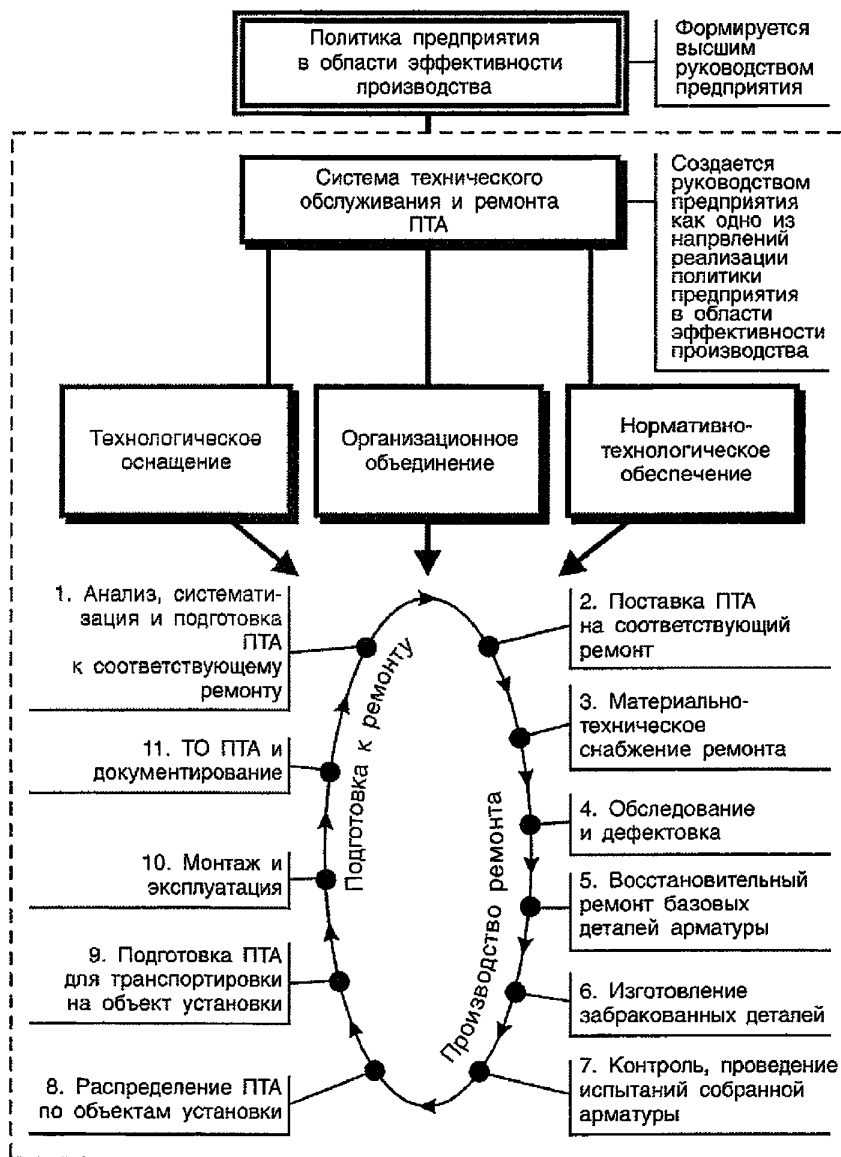 Политика предприятия
в области эффективности
производства
Формируется
высшим
руководством
предприятия
Система технического
обслуживания и ремонта
ПТА
Создается
руководством
предприятия
как одно из
напрвлений
реализации
политики
предприятия
в области
эффективности
производства
Технологическое
оснащение
Организационное
объединение
Нормативно-
технологическое
обеспечение
1. Анализ, системати-
зация и подготовка
ПТА
к соответствующему
ремонту
2. Поставка ПТА
на соответствующий
ремонт
3. Материально-
техническое
снабжение ремонта
4. Обследование
и дефектовка
5. Восстановительный
ремонт базовых
деталей арматуры
6. Изготовление
забракованных деталей
7. Контроль, проведение
испытаний собранной
арматуры
8. Распределение ПТА
по объектам установки
9. Подготовка ПТА
для транспортировки
на объект установки
10. Монтаж и
эксплуатация
11. ТО ПТА и
документирование
Подготовка к ремонту
Производство ремонта